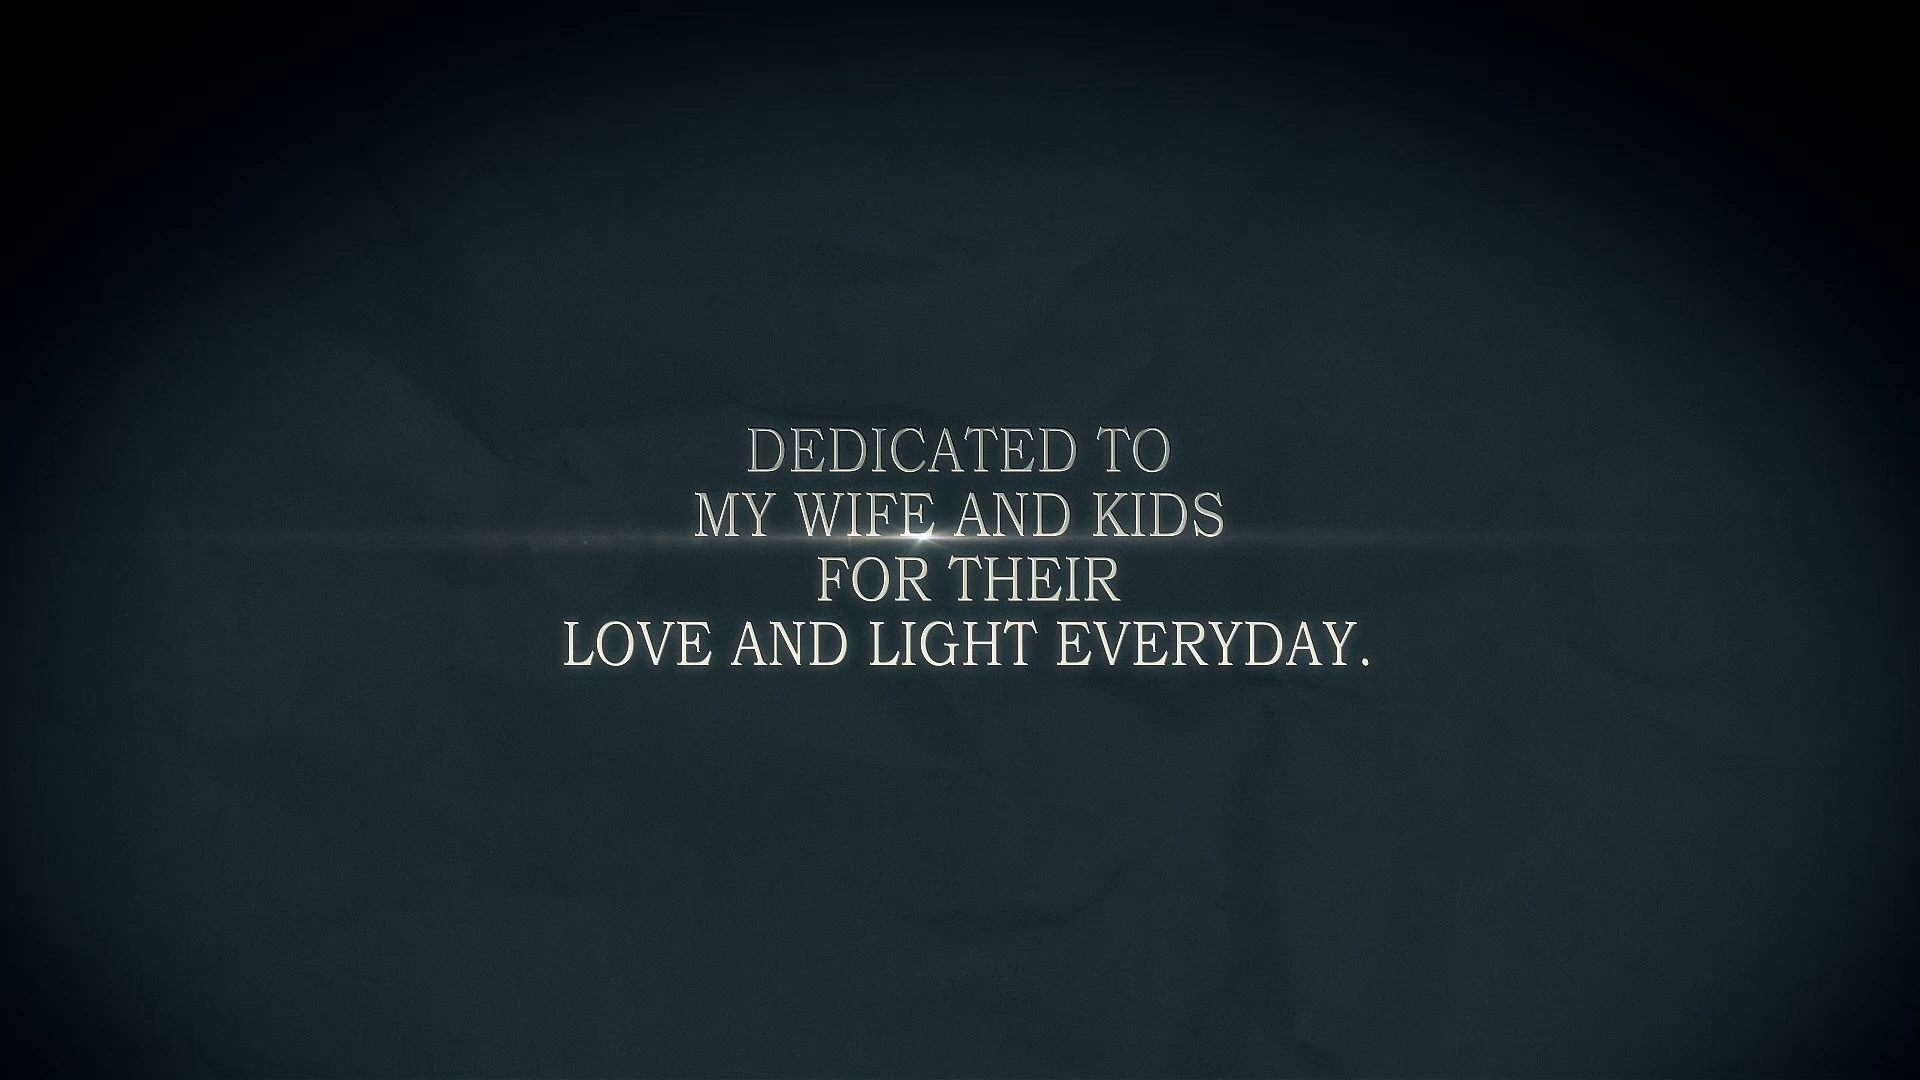 DEDICATED TO
MY WIFE AND KIDS
FOR THEIR
LOVE AND LIGHT EVERYDAY.